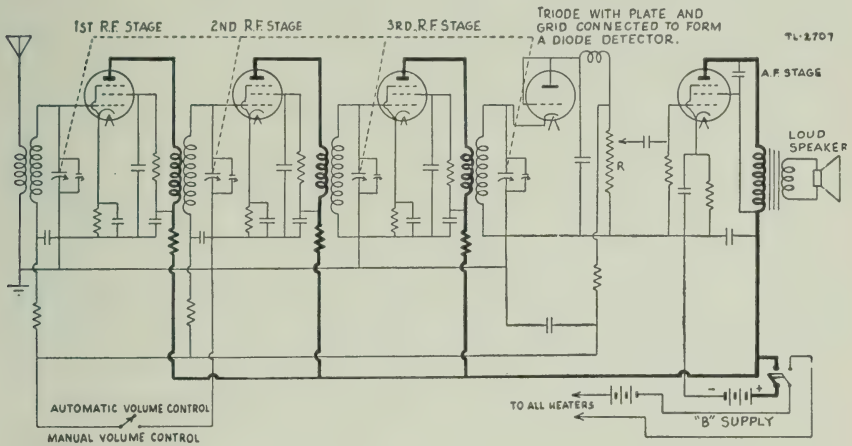 1ST R.F. STAGE
2ND R.F. STAGE
3RD. R.F. STAGE
TRIODE WITH PLATE AND
GRID CONNECTED TO FORM
A DIODE DETECTOR.
TL-2707
A.F. STAGE
LOUD
SPEAKER
R
AUTOMATIC VOLUME CONTROL
MANUAL VOLUME CONTROL
TO ALL HEATERS
- +
"B" SUPPLY